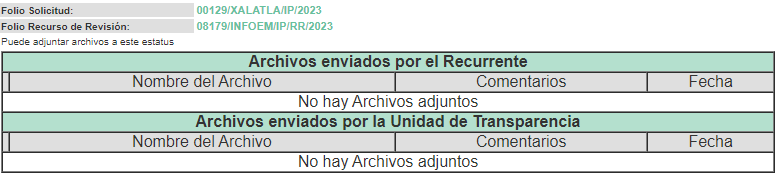 Folio Solicitud: 00129/XALATLA/IP/2023
Folio Recurso de Revisión: 08179/INFOEM/IP/RR/2023
Puede adjuntar archivos a este estatus
Archivos enviados por el Recurrente
Nombre del Archivo Comentarios Fecha
No hay Archivos adjuntos
Archivos enviados por la Unidad de Transparencia
Nombre del Archivo Comentarios Fecha
No hay Archivos adjuntos